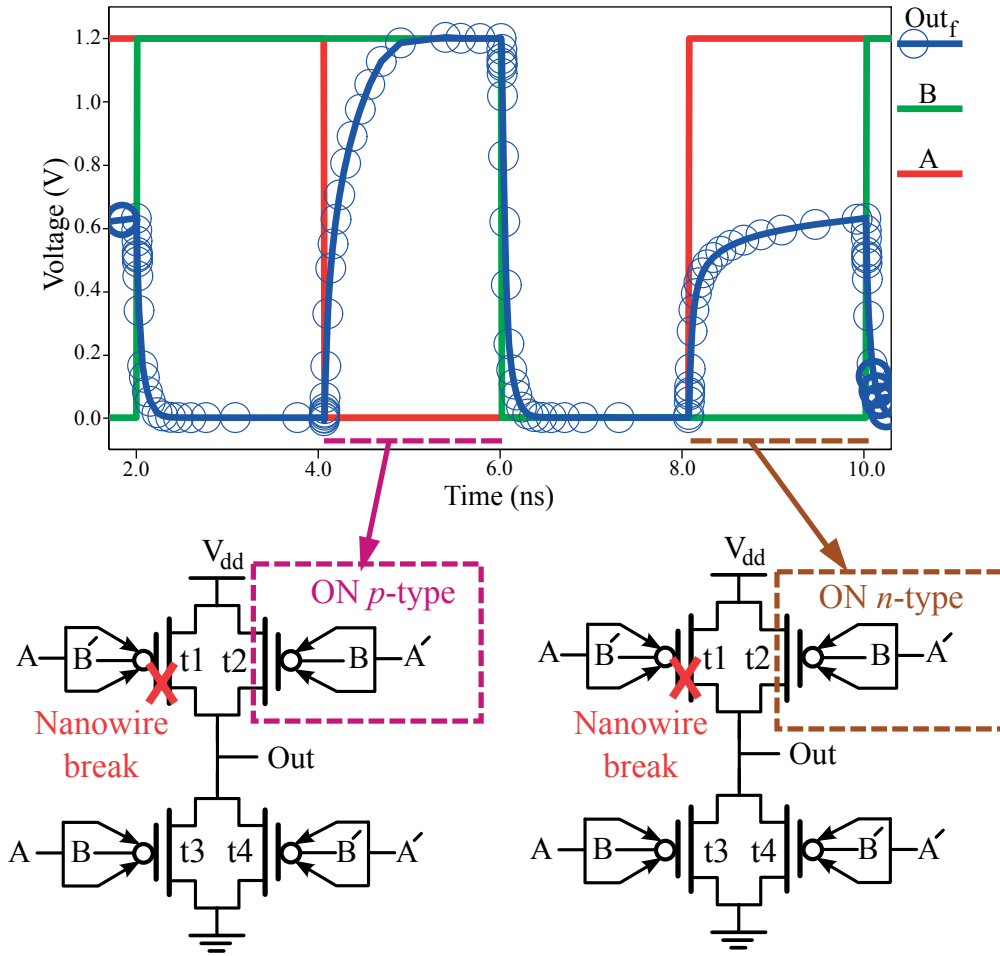 Out_f
B
A
Voltage (V)
1.2
1.0
0.8
0.6
0.4
0.2
0.0
2.0 4.0 6.0 8.0 10.0
Time (ns)
V_dd
ON p-type
A B′ t1 t2 B A′
Nanowire
break
Out
A B t3 t4 B′ A′
V_dd
ON n-type
A B′ t1 t2 B A′
Nanowire
break
Out
A B t3 t4 B′ A′